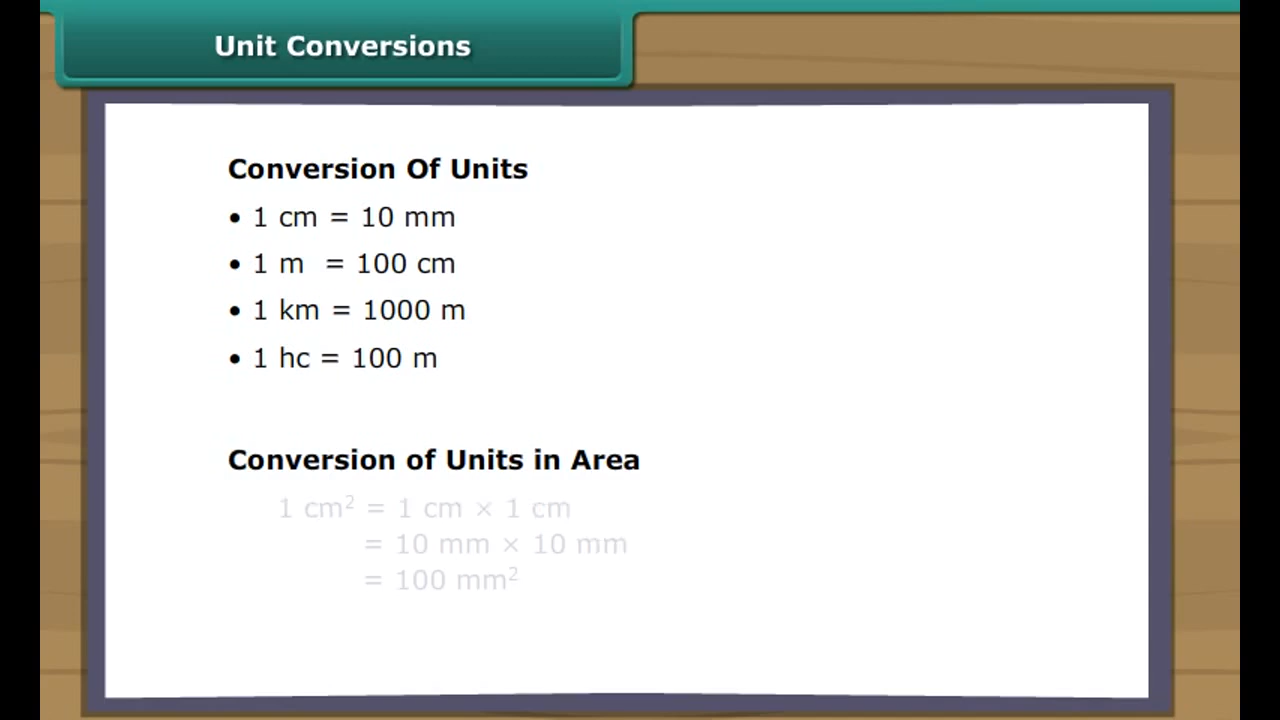 Unit Conversions
Conversion Of Units
• 1 cm = 10 mm
• 1 m = 100 cm
• 1 km = 1000 m
• 1 hc = 100 m
Conversion of Units in Area
1 cm² = 1 cm × 1 cm
= 10 mm × 10 mm
= 100 mm²